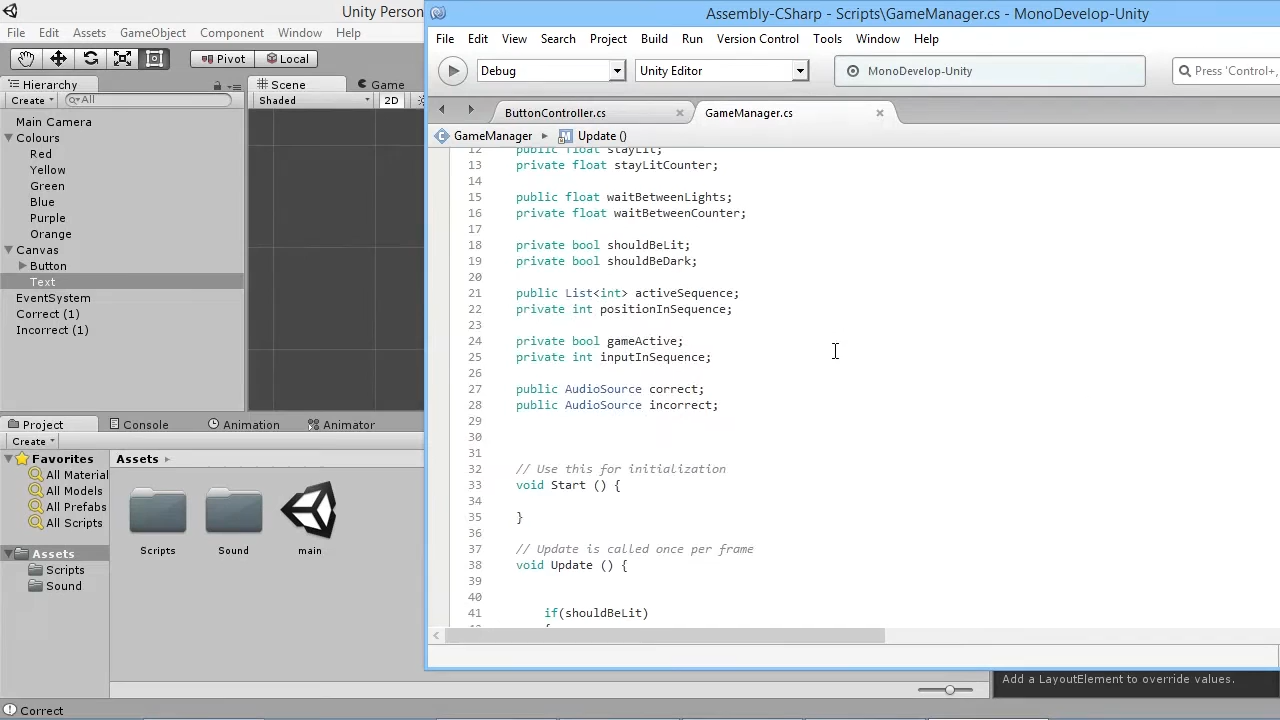 Unity Person
File Edit Assets GameObject Component Window Help
Pivot Local
Hierarchy
Create All
Main Camera
Colours
Red
Yellow
Green
Blue
Purple
Orange
Canvas
Button
Text
EventSystem
Correct (1)
Incorrect (1)
Scene Game
Shaded 2D
Project Console Animation Animator
Create
Favorites
All Material
All Models
All Prefabs
All Scripts
Assets
Scripts
Sound
Assets
Scripts Sound main
Correct
Assembly-CSharp - Scripts\GameManager.cs - MonoDevelop-Unity
File Edit View Search Project Build Run Version Control Tools Window Help
Debug Unity Editor MonoDevelop-Unity Press 'Control+,
ButtonController.cs GameManager.cs
GameManager Update ()
12 public float stayLit;
13 private float stayLitCounter;
14
15 public float waitBetweenLights;
16 private float waitBetweenCounter;
17
18 private bool shouldBeLit;
19 private bool shouldBeDark;
20
21 public List<int> activeSequence;
22 private int positionInSequence;
23
24 private bool gameActive;
25 private int inputInSequence;
26
27 public AudioSource correct;
28 public AudioSource incorrect;
29
30
31
32 // Use this for initialization
33 void Start () {
34
35 }
36
37 // Update is called once per frame
38 void Update () {
39
40
41 if(shouldBeLit)
{
Add a LayoutElement to override values.